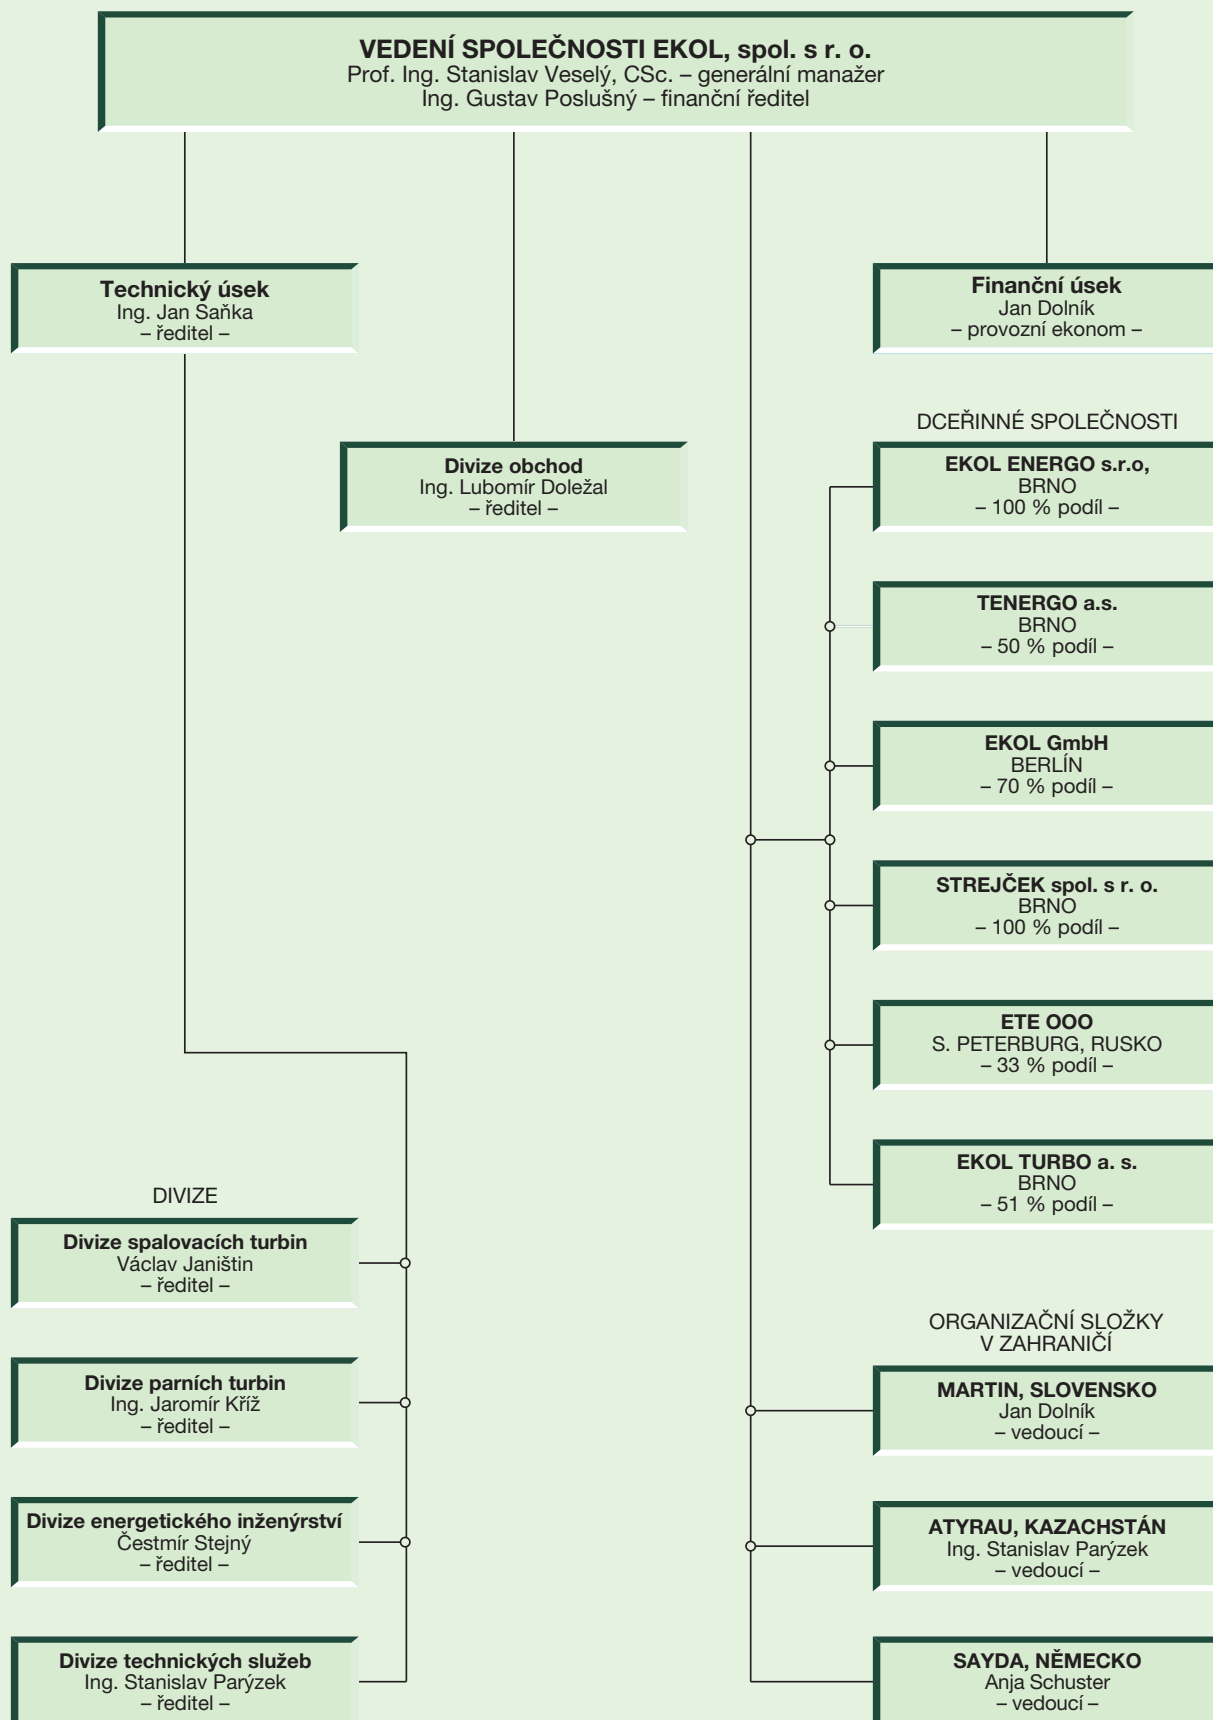 VEDENÍ SPOLEČNOSTI EKOL, spol. s r. o.
Prof. Ing. Stanislav Veselý, CSc. – generální manažer
Ing. Gustav Poslušný – finanční ředitel
Technický úsek
Ing. Jan Saňka
– ředitel –
Finanční úsek
Jan Dolník
– provozní ekonom –
Divize obchod
Ing. Lubomír Doležal
– ředitel –
DCEŘINNÉ SPOLEČNOSTI
EKOL ENERGO s.r.o,
BRNO
– 100 % podíl –
TENERGO a.s.
BRNO
– 50 % podíl –
EKOL GmbH
BERLÍN
– 70 % podíl –
STREJČEK spol. s r. o.
BRNO
– 100 % podíl –
ETE OOO
S. PETERBURG, RUSKO
– 33 % podíl –
EKOL TURBO a. s.
BRNO
– 51 % podíl –
DIVIZE
Divize spalovacích turbin
Václav Janištin
– ředitel –
Divize parních turbin
Ing. Jaromír Kříž
– ředitel –
Divize energetického inženýrství
Čestmír Stejný
– ředitel –
Divize technických služeb
Ing. Stanislav Parýzek
– ředitel –
ORGANIZAČNÍ SLOŽKY
V ZAHRANIČÍ
MARTIN, SLOVENSKO
Jan Dolník
– vedoucí –
ATYRAU, KAZACHSTÁN
Ing. Stanislav Parýzek
– vedoucí –
SAYDA, NĚMECKO
Anja Schuster
– vedoucí –